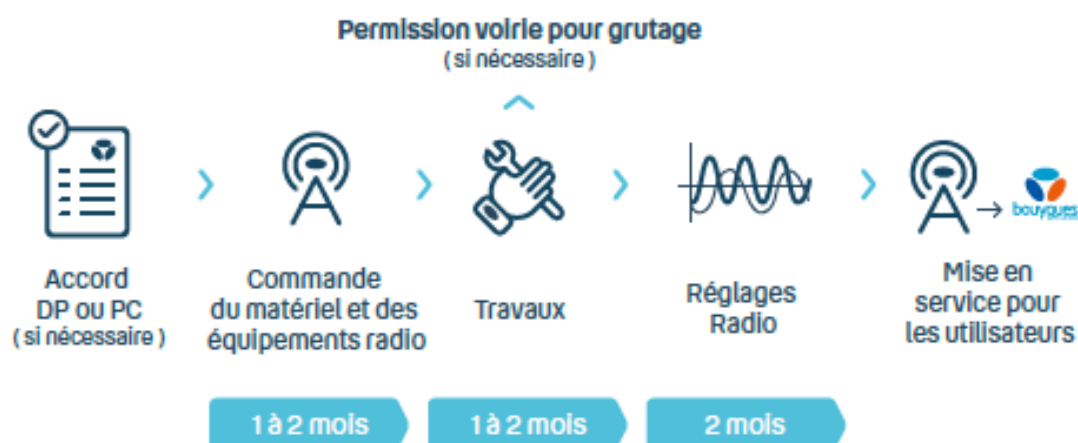 Permission voirie pour grutage
( si nécessaire )
Accord
DP ou PC
( si nécessaire )
Commande
du matériel et des
équipements radio
Travaux
Réglages
Radio
bouygues
Mise en
service pour
les utilisateurs
1 à 2 mois
1 à 2 mois
2 mois